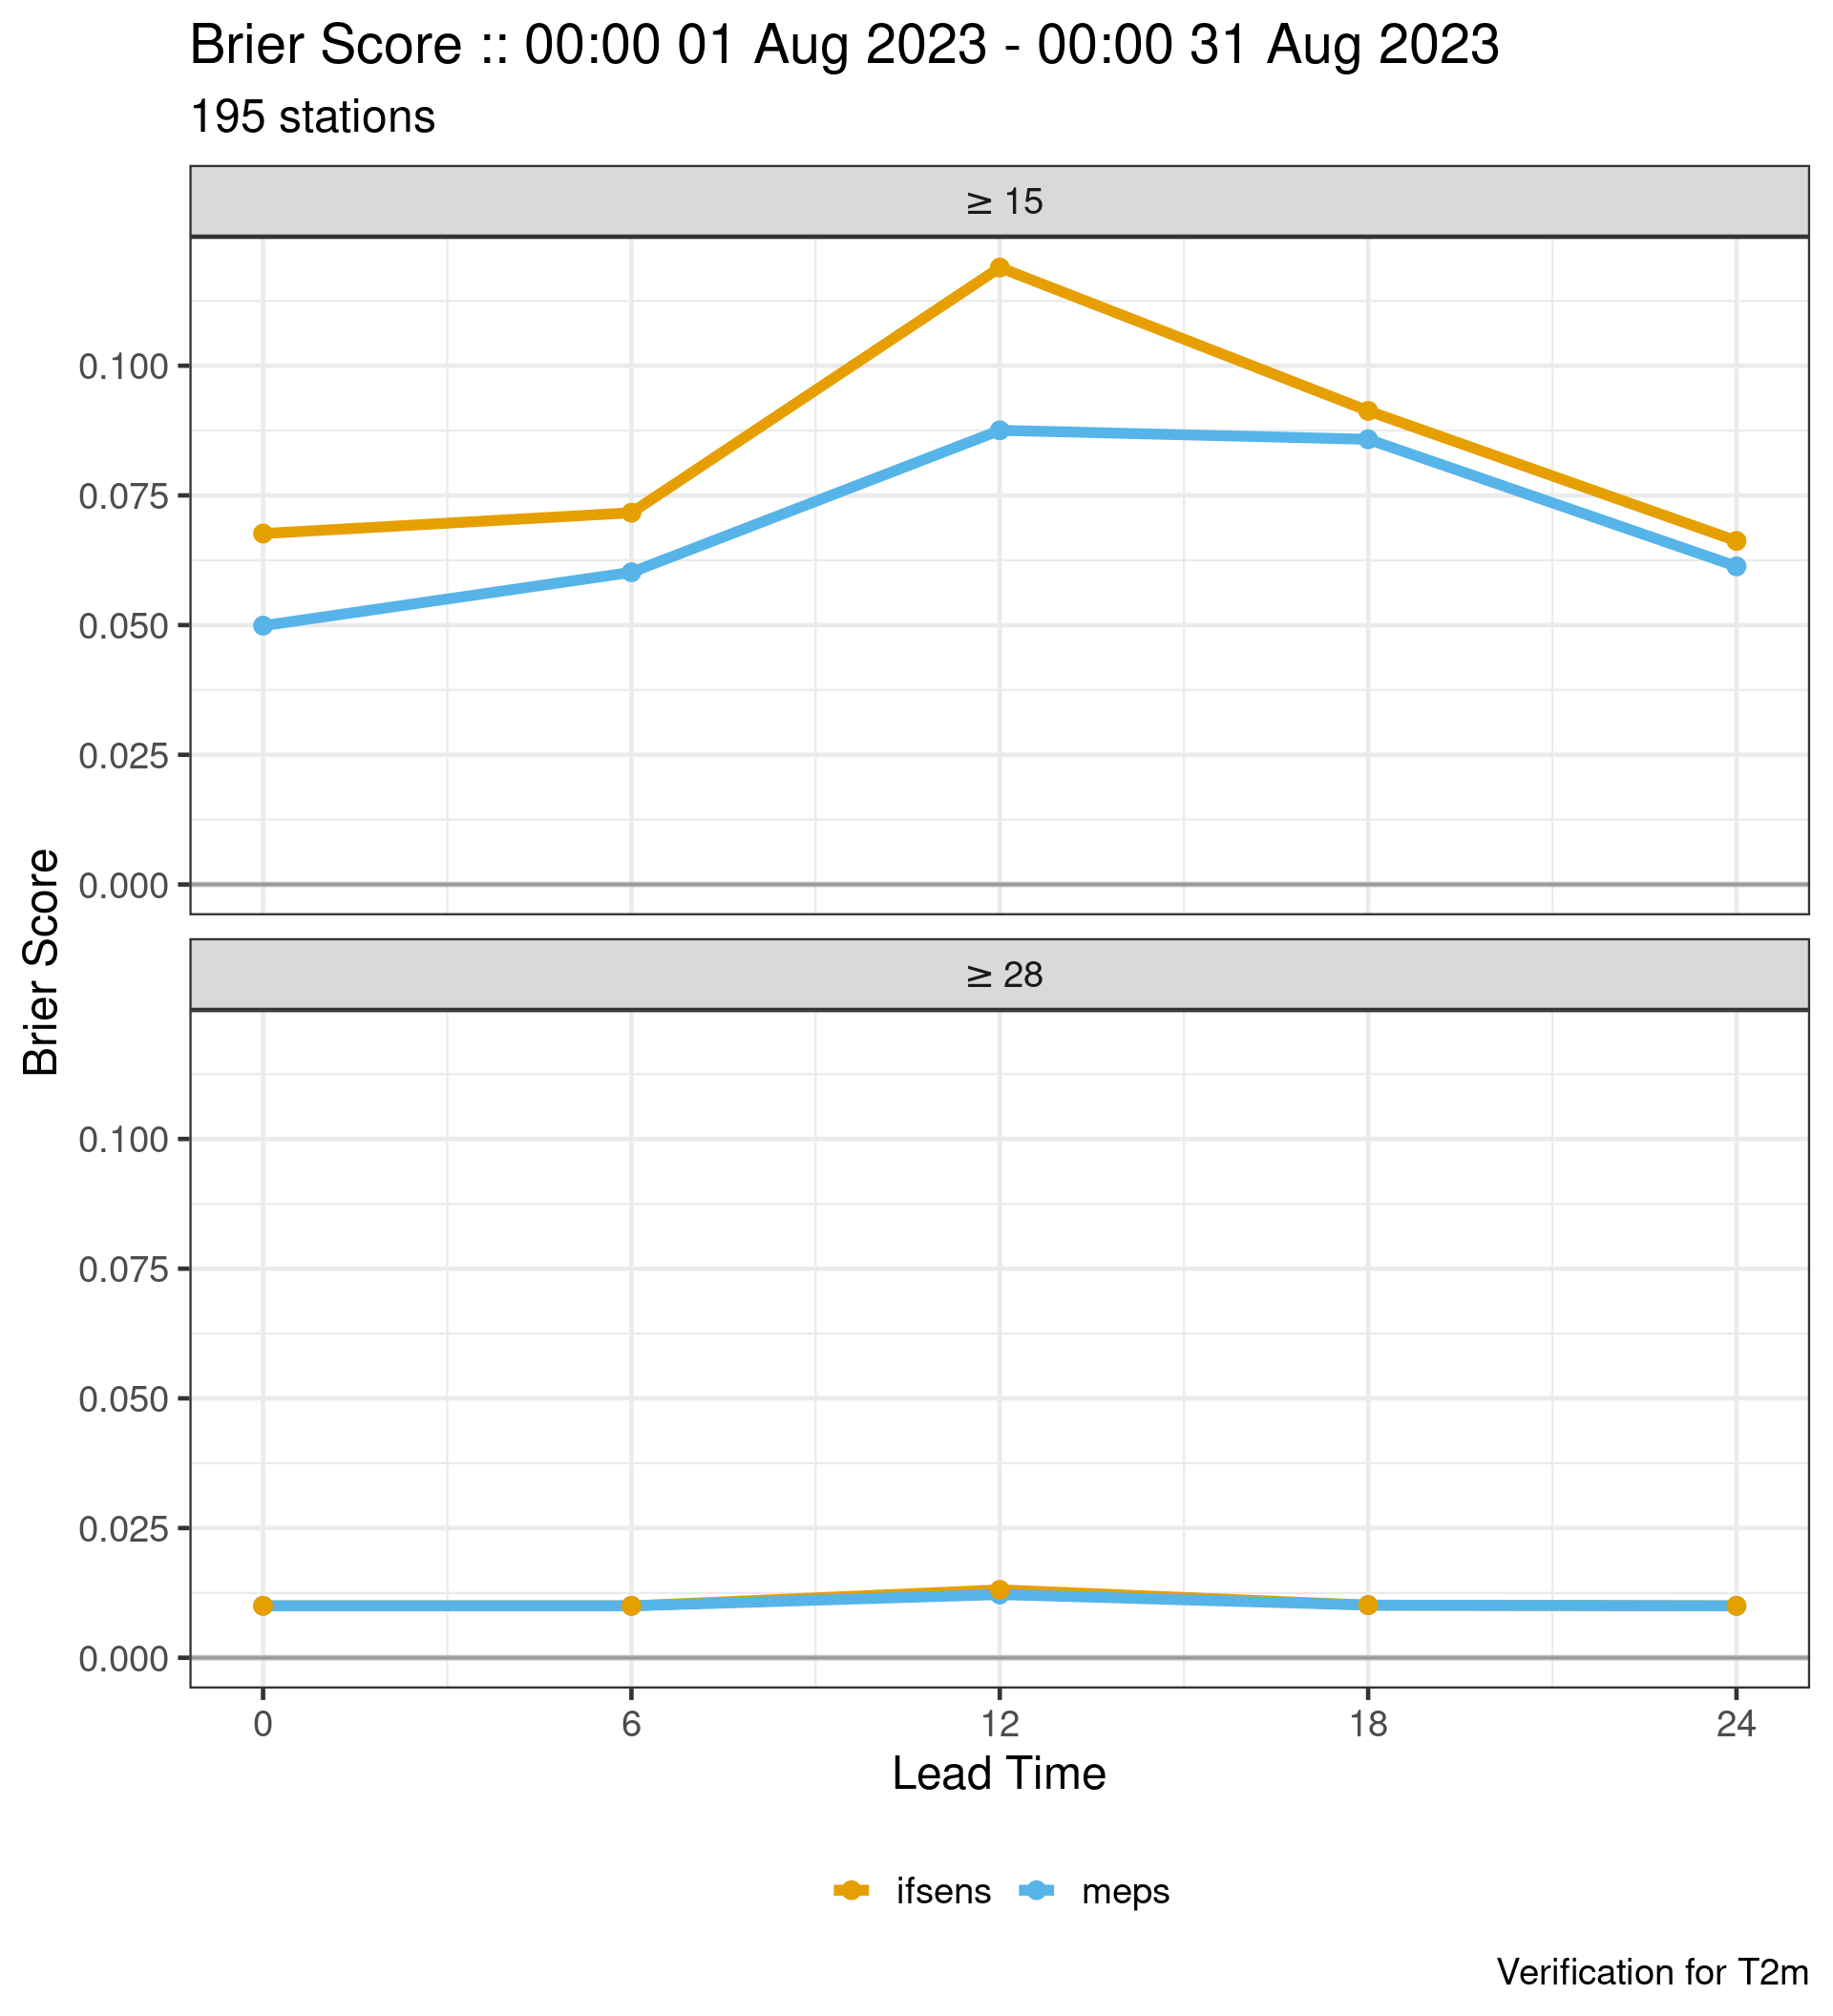 Brier Score :: 00:00 01 Aug 2023 - 00:00 31 Aug 2023
195 stations
≥ 15
0.100
0.075
0.050
0.025
0.000
Brier Score
≥ 28
0.100
0.075
0.050
0.025
0.000
0 6 12 18 24
Lead Time
ifsens meps
Verification for T2m